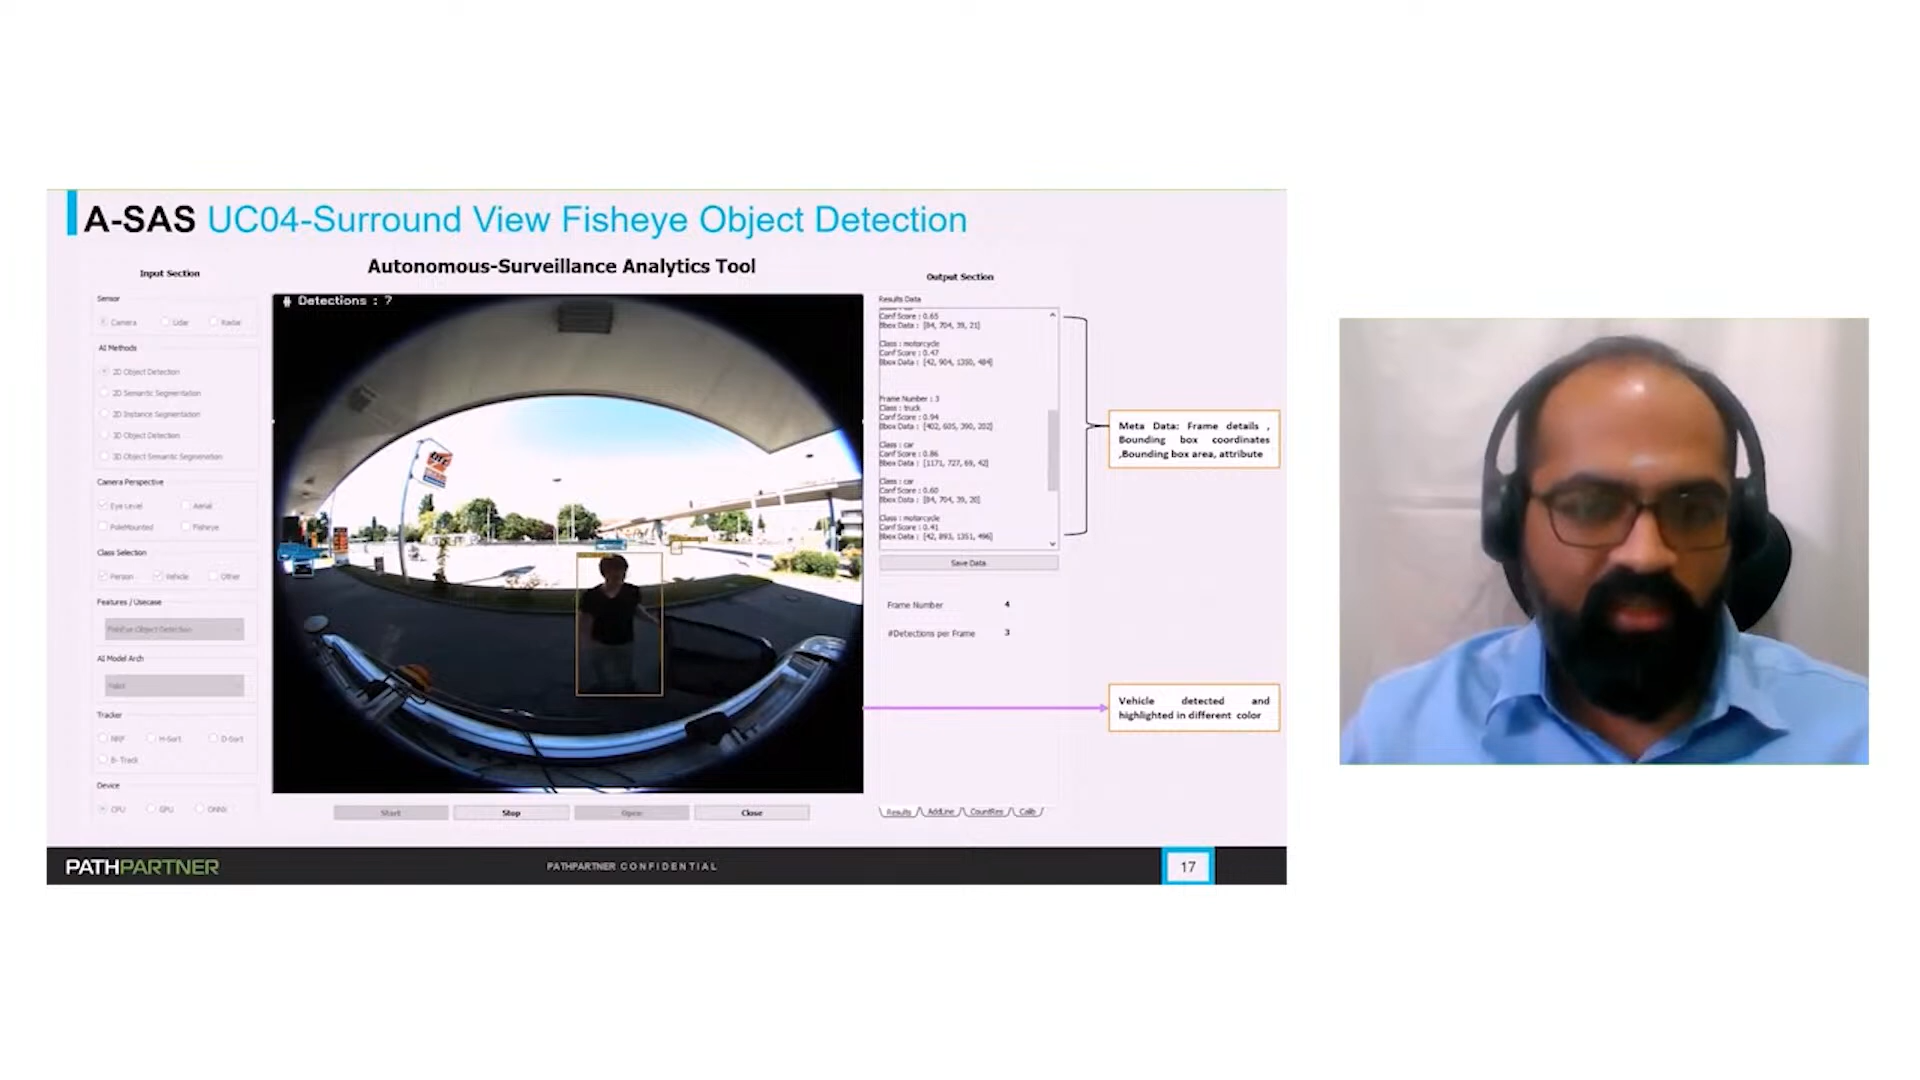 A-SAS UC04-Surround View Fisheye Object Detection
Autonomous-Surveillance Analytics Tool
Input Section
Sensor
Camera Lidar Radar
AI Methods
2D Object Detection
2D Semantic Segmentation
2D Instance Segmentation
3D Object Detection
3D Object Semantic Segmentation
Camera Perspective
Eye Level Aerial
PoleMounted Fisheye
Class Selection
Person Vehicle Other
Features / Usecase
FishEye Object Detection
AI Model Arch
Tracker
H-Sort D-Sort
B- Track
Device
CPU GPU ONNX
# Detections : 7
Start Stop Open Close
Output Section
Results Data
Conf Score : 0.65
Bbox Data : [84, 704, 39, 21]
Class : motorcycle
Conf Score : 0.47
Bbox Data : [42, 904, 1350, 484]
Frame Number : 3
Class : truck
Conf Score : 0.94
Bbox Data : [402, 605, 390, 202]
Class : car
Conf Score : 0.86
Bbox Data : [1171, 727, 69, 42]
Class : car
Conf Score : 0.60
Bbox Data : [84, 704, 39, 20]
Class : motorcycle
Conf Score : 0.41
Bbox Data : [42, 893, 1351, 496]
Save Data
Frame Number 4
#Detections per Frame 3
Results AddLine CountRes Calib
Meta Data: Frame details ,
Bounding box coordinates
,Bounding box area, attribute
Vehicle detected and
highlighted in different color
PATHPARTNER
PATHPARTNER CONFIDENTIAL
17